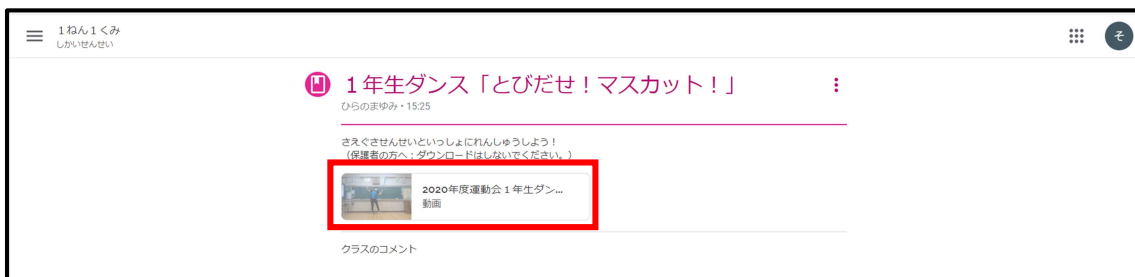 1ねん1くみ
しかいせんせい
そ
1年生ダンス「とびだせ！マスカット！」
ひらのまゆみ・15:25
さえぐさせんせいといっしょにれんしゅうしよう！
（保護者の方へ：ダウンロードはしないでください。）
2020年度運動会1年生ダン...
動画
クラスのコメント